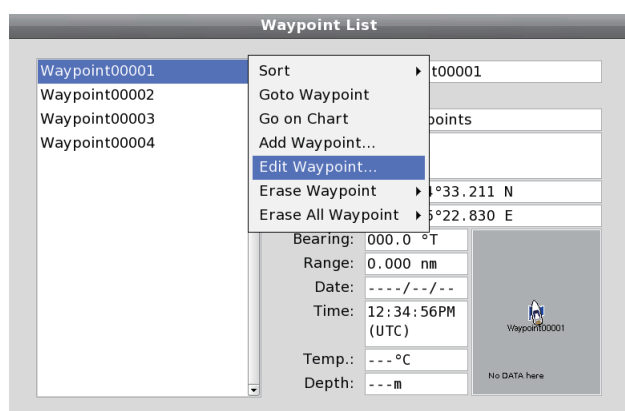 Waypoint List
Waypoint00001
Waypoint00002
Waypoint00003
Waypoint00004
Sort
Goto Waypoint
Go on Chart
Add Waypoint...
Edit Waypoint...
Erase Waypoint
Erase All Waypoint
t00001
points
°33.211 N
°22.830 E
Bearing: 000.0 °T
Range: 0.000 nm
Date: ----/--/--
Time: 12:34:56PM
(UTC)
Temp.: ---°C
Depth: ---m
Waypoint00001
No DATA here